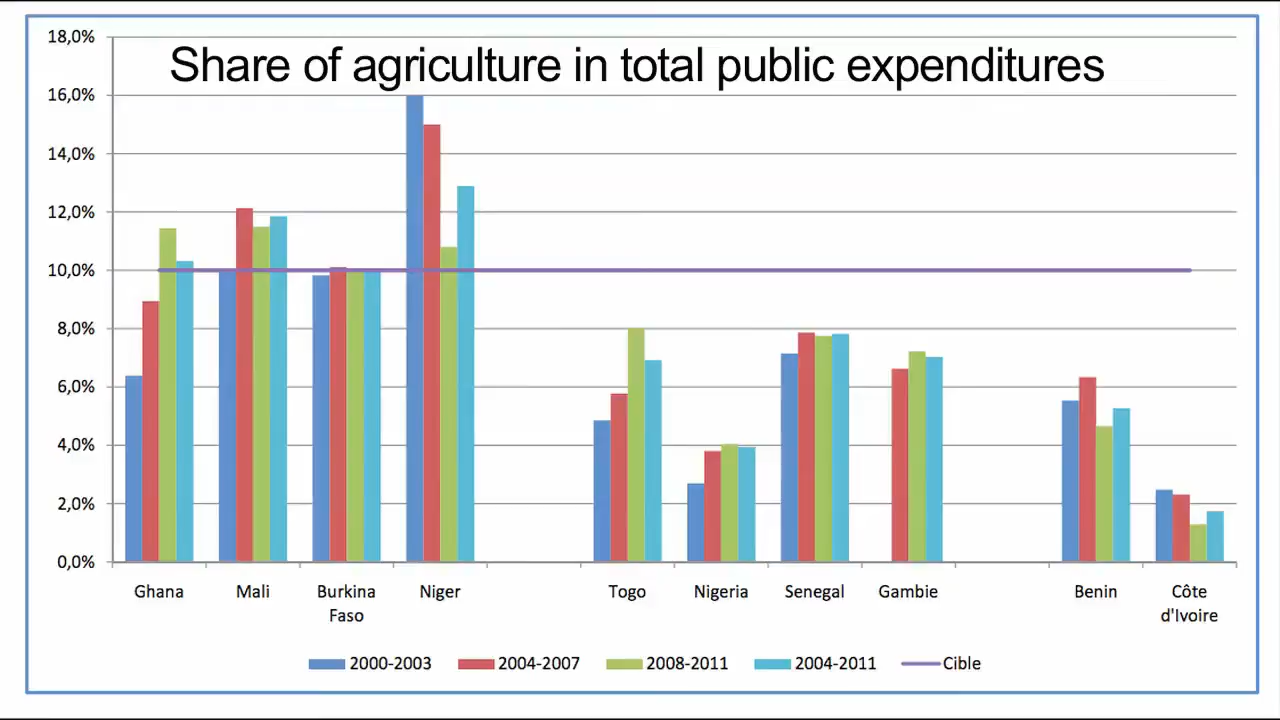 Share of agriculture in total public expenditures
18,0%
16,0%
14,0%
12,0%
10,0%
8,0%
6,0%
4,0%
2,0%
0,0%
Ghana
Mali
Burkina
Faso
Niger
Togo
Nigeria
Senegal
Gambie
Benin
Côte
d'Ivoire
2000-2003
2004-2007
2008-2011
2004-2011
Cible